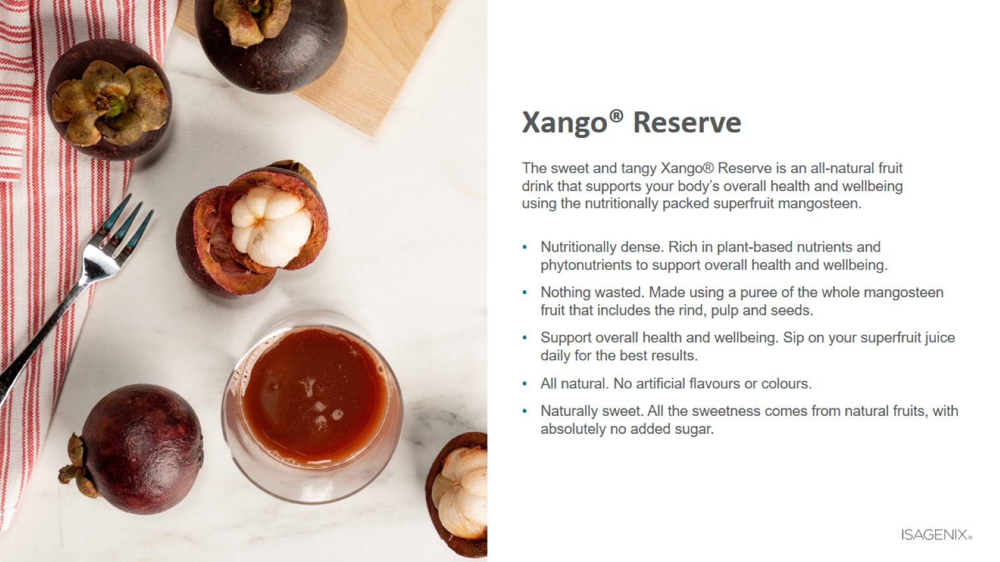 Xango® Reserve
The sweet and tangy Xango® Reserve is an all-natural fruit
drink that supports your body’s overall health and wellbeing
using the nutritionally packed superfruit mangosteen.
• Nutritionally dense. Rich in plant-based nutrients and
phytonutrients to support overall health and wellbeing.
• Nothing wasted. Made using a puree of the whole mangosteen
fruit that includes the rind, pulp and seeds.
• Support overall health and wellbeing. Sip on your superfruit juice
daily for the best results.
• All natural. No artificial flavours or colours.
• Naturally sweet. All the sweetness comes from natural fruits, with
absolutely no added sugar.
ISAGENIX®